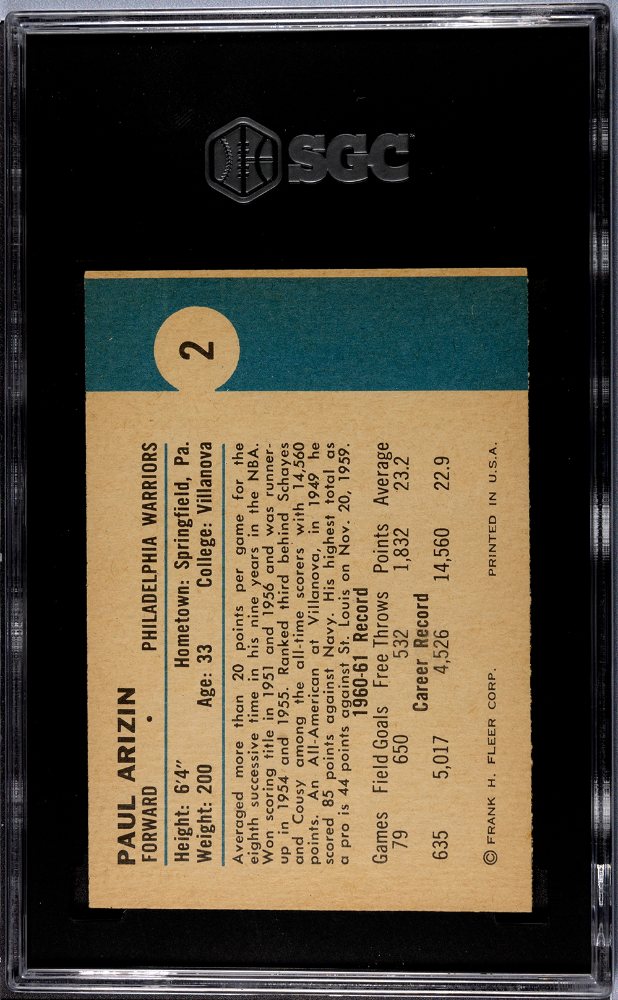 SGC
2
PAUL ARIZIN
FORWARD • PHILADELPHIA WARRIORS
Height: 6'4" Hometown: Springfield, Pa.
Weight: 200 Age: 33 College: Villanova
Averaged more than 20 points per game for the
eighth successive time in his nine years in the NBA.
Won scoring title in 1951 and 1956 and was runner-
up in 1954 and 1955. Ranked third behind Schayes
and Cousy among the all-time scorers with 14,560
points. An All-American at Villanova, in 1949 he
scored 85 points against Navy. His highest total as
a pro is 44 points against St. Louis on Nov. 20, 1959.
1960-61 Record
Games Field Goals Free Throws Points Average
79 650 532 1,832 23.2
Career Record
635 5,017 4,526 14,560 22.9
© FRANK H. FLEER CORP. PRINTED IN U.S.A.